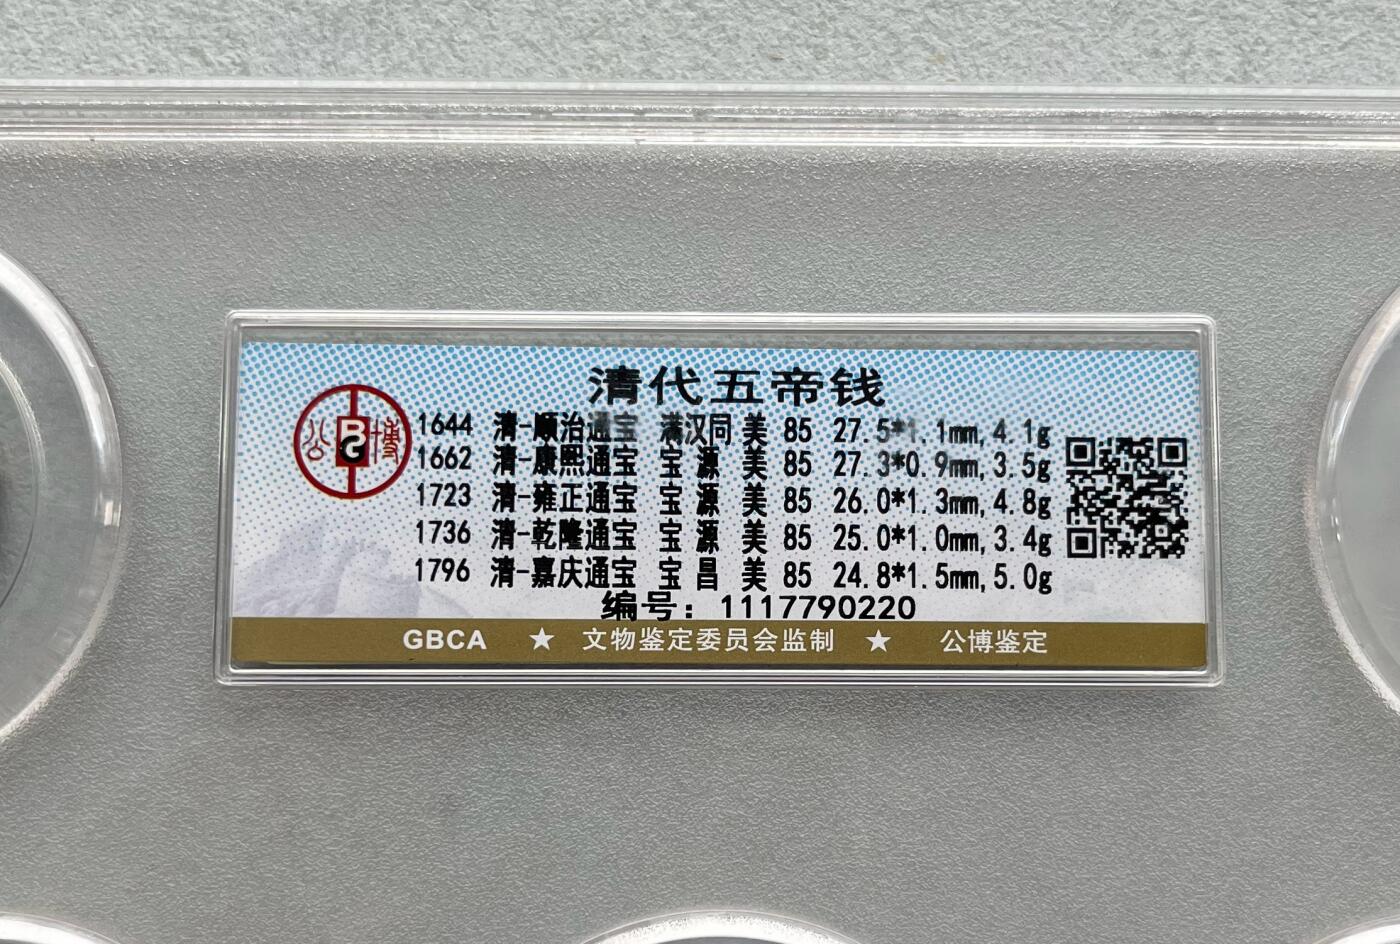 清代五帝钱
公博
1644 清-顺治通宝 满汉同 美 85 27.5*1.1mm,4.1g
1662 清-康熙通宝 宝 源 美 85 27.3*0.9mm,3.5g
1723 清-雍正通宝 宝 源 美 85 26.0*1.3mm,4.8g
1736 清-乾隆通宝 宝 源 美 85 25.0*1.0mm,3.4g
1796 清-嘉庆通宝 宝 昌 美 85 24.8*1.5mm,5.0g
编号：1117790220
GBCA ★ 文物鉴定委员会监制 ★ 公博鉴定